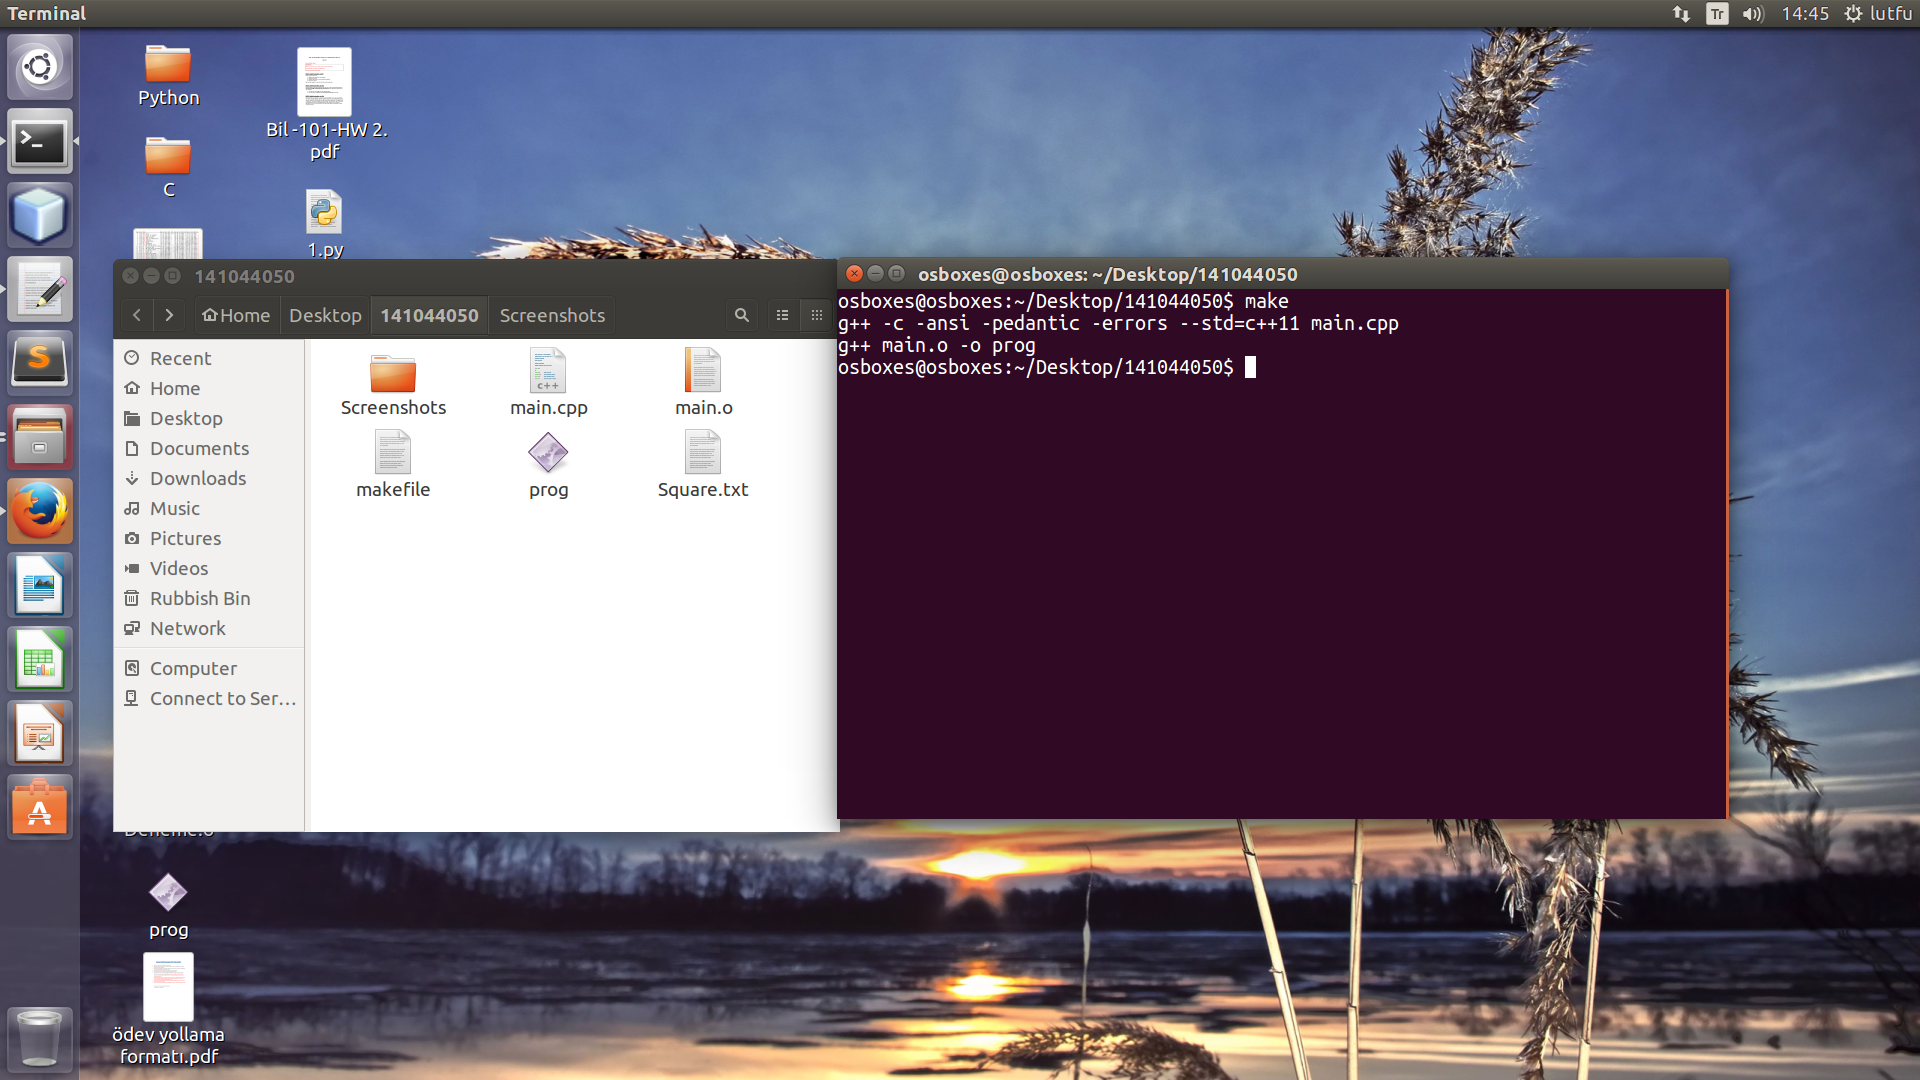 Terminal
Tr
14:45
lutfu
Python
Bil -101-HW 2.
pdf
C
1.py
141044050
Home
Desktop
141044050
Screenshots
Recent
Home
Desktop
Documents
Downloads
Music
Pictures
Videos
Rubbish Bin
Network
Computer
Connect to Ser...
Screenshots
c++
main.cpp
main.o
makefile
prog
Square.txt
osboxes@osboxes: ~/Desktop/141044050
osboxes@osboxes:~/Desktop/141044050$ make
g++ -c -ansi -pedantic -errors --std=c++11 main.cpp
g++ main.o -o prog
osboxes@osboxes:~/Desktop/141044050$
prog
ödev yollama
formatı.pdf